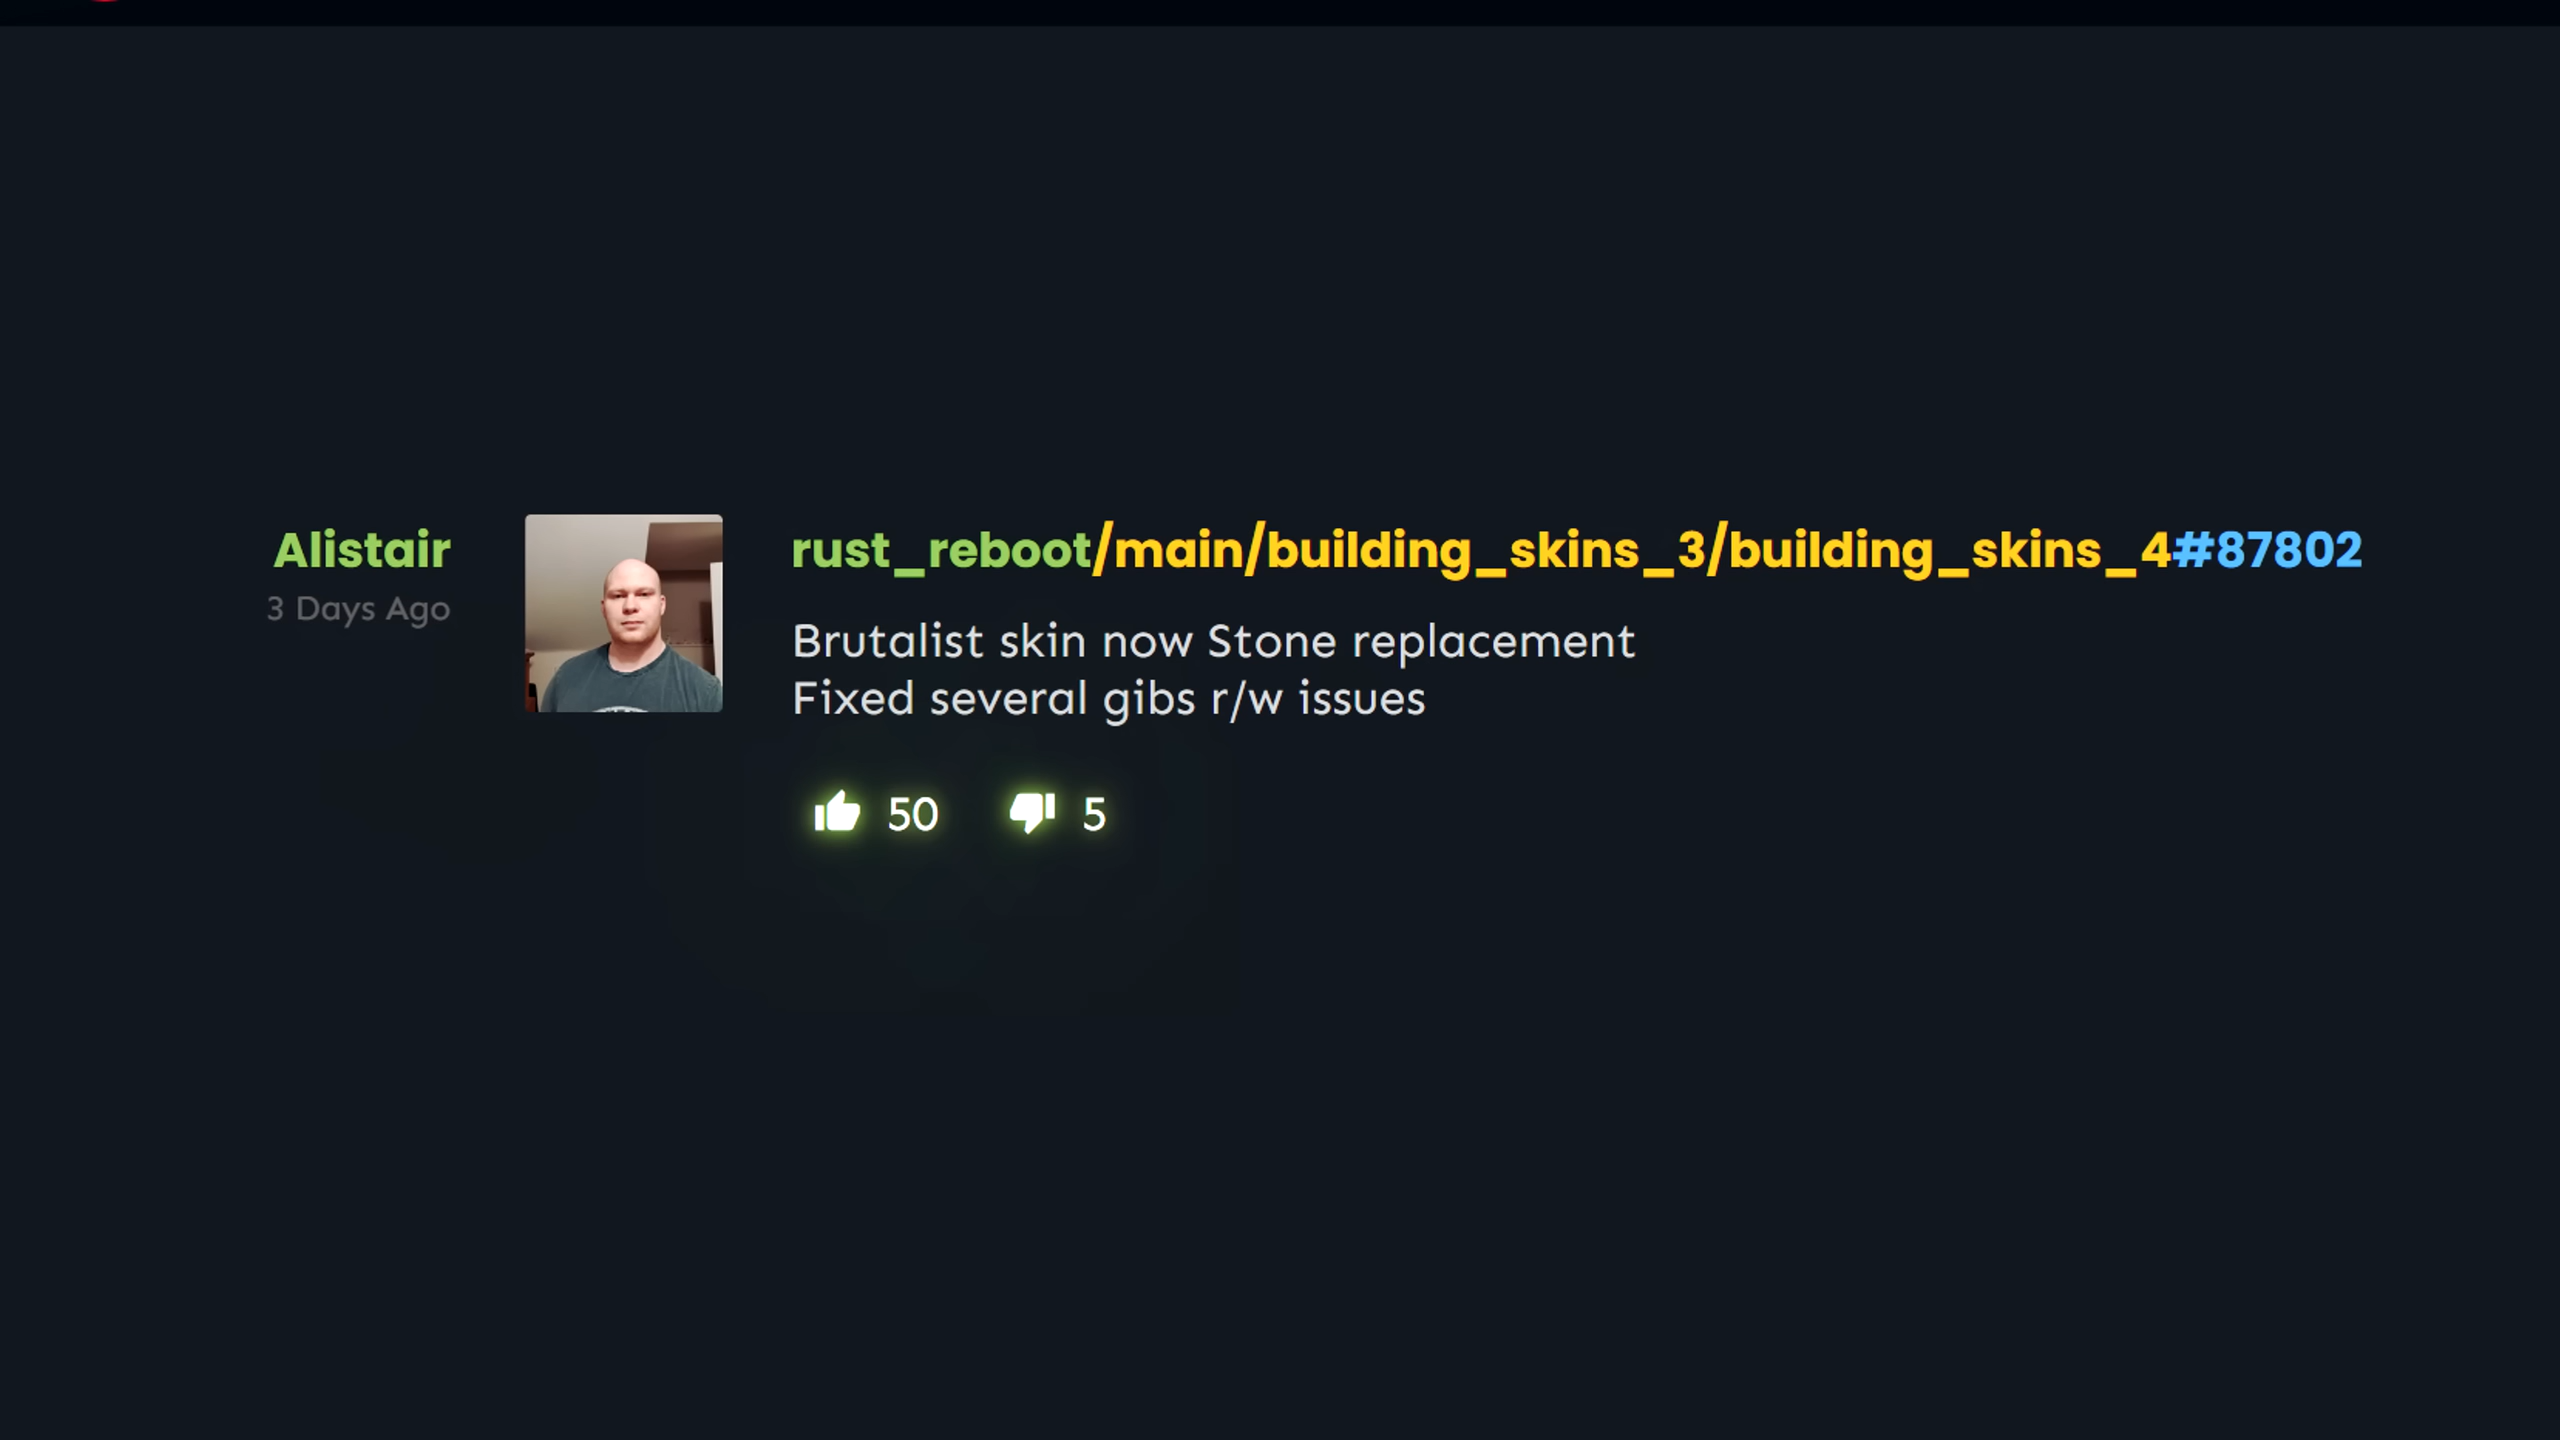 Alistair
3 Days Ago
rust_reboot/main/building_skins_3/building_skins_4#87802
Brutalist skin now Stone replacement
Fixed several gibs r/w issues
50 5